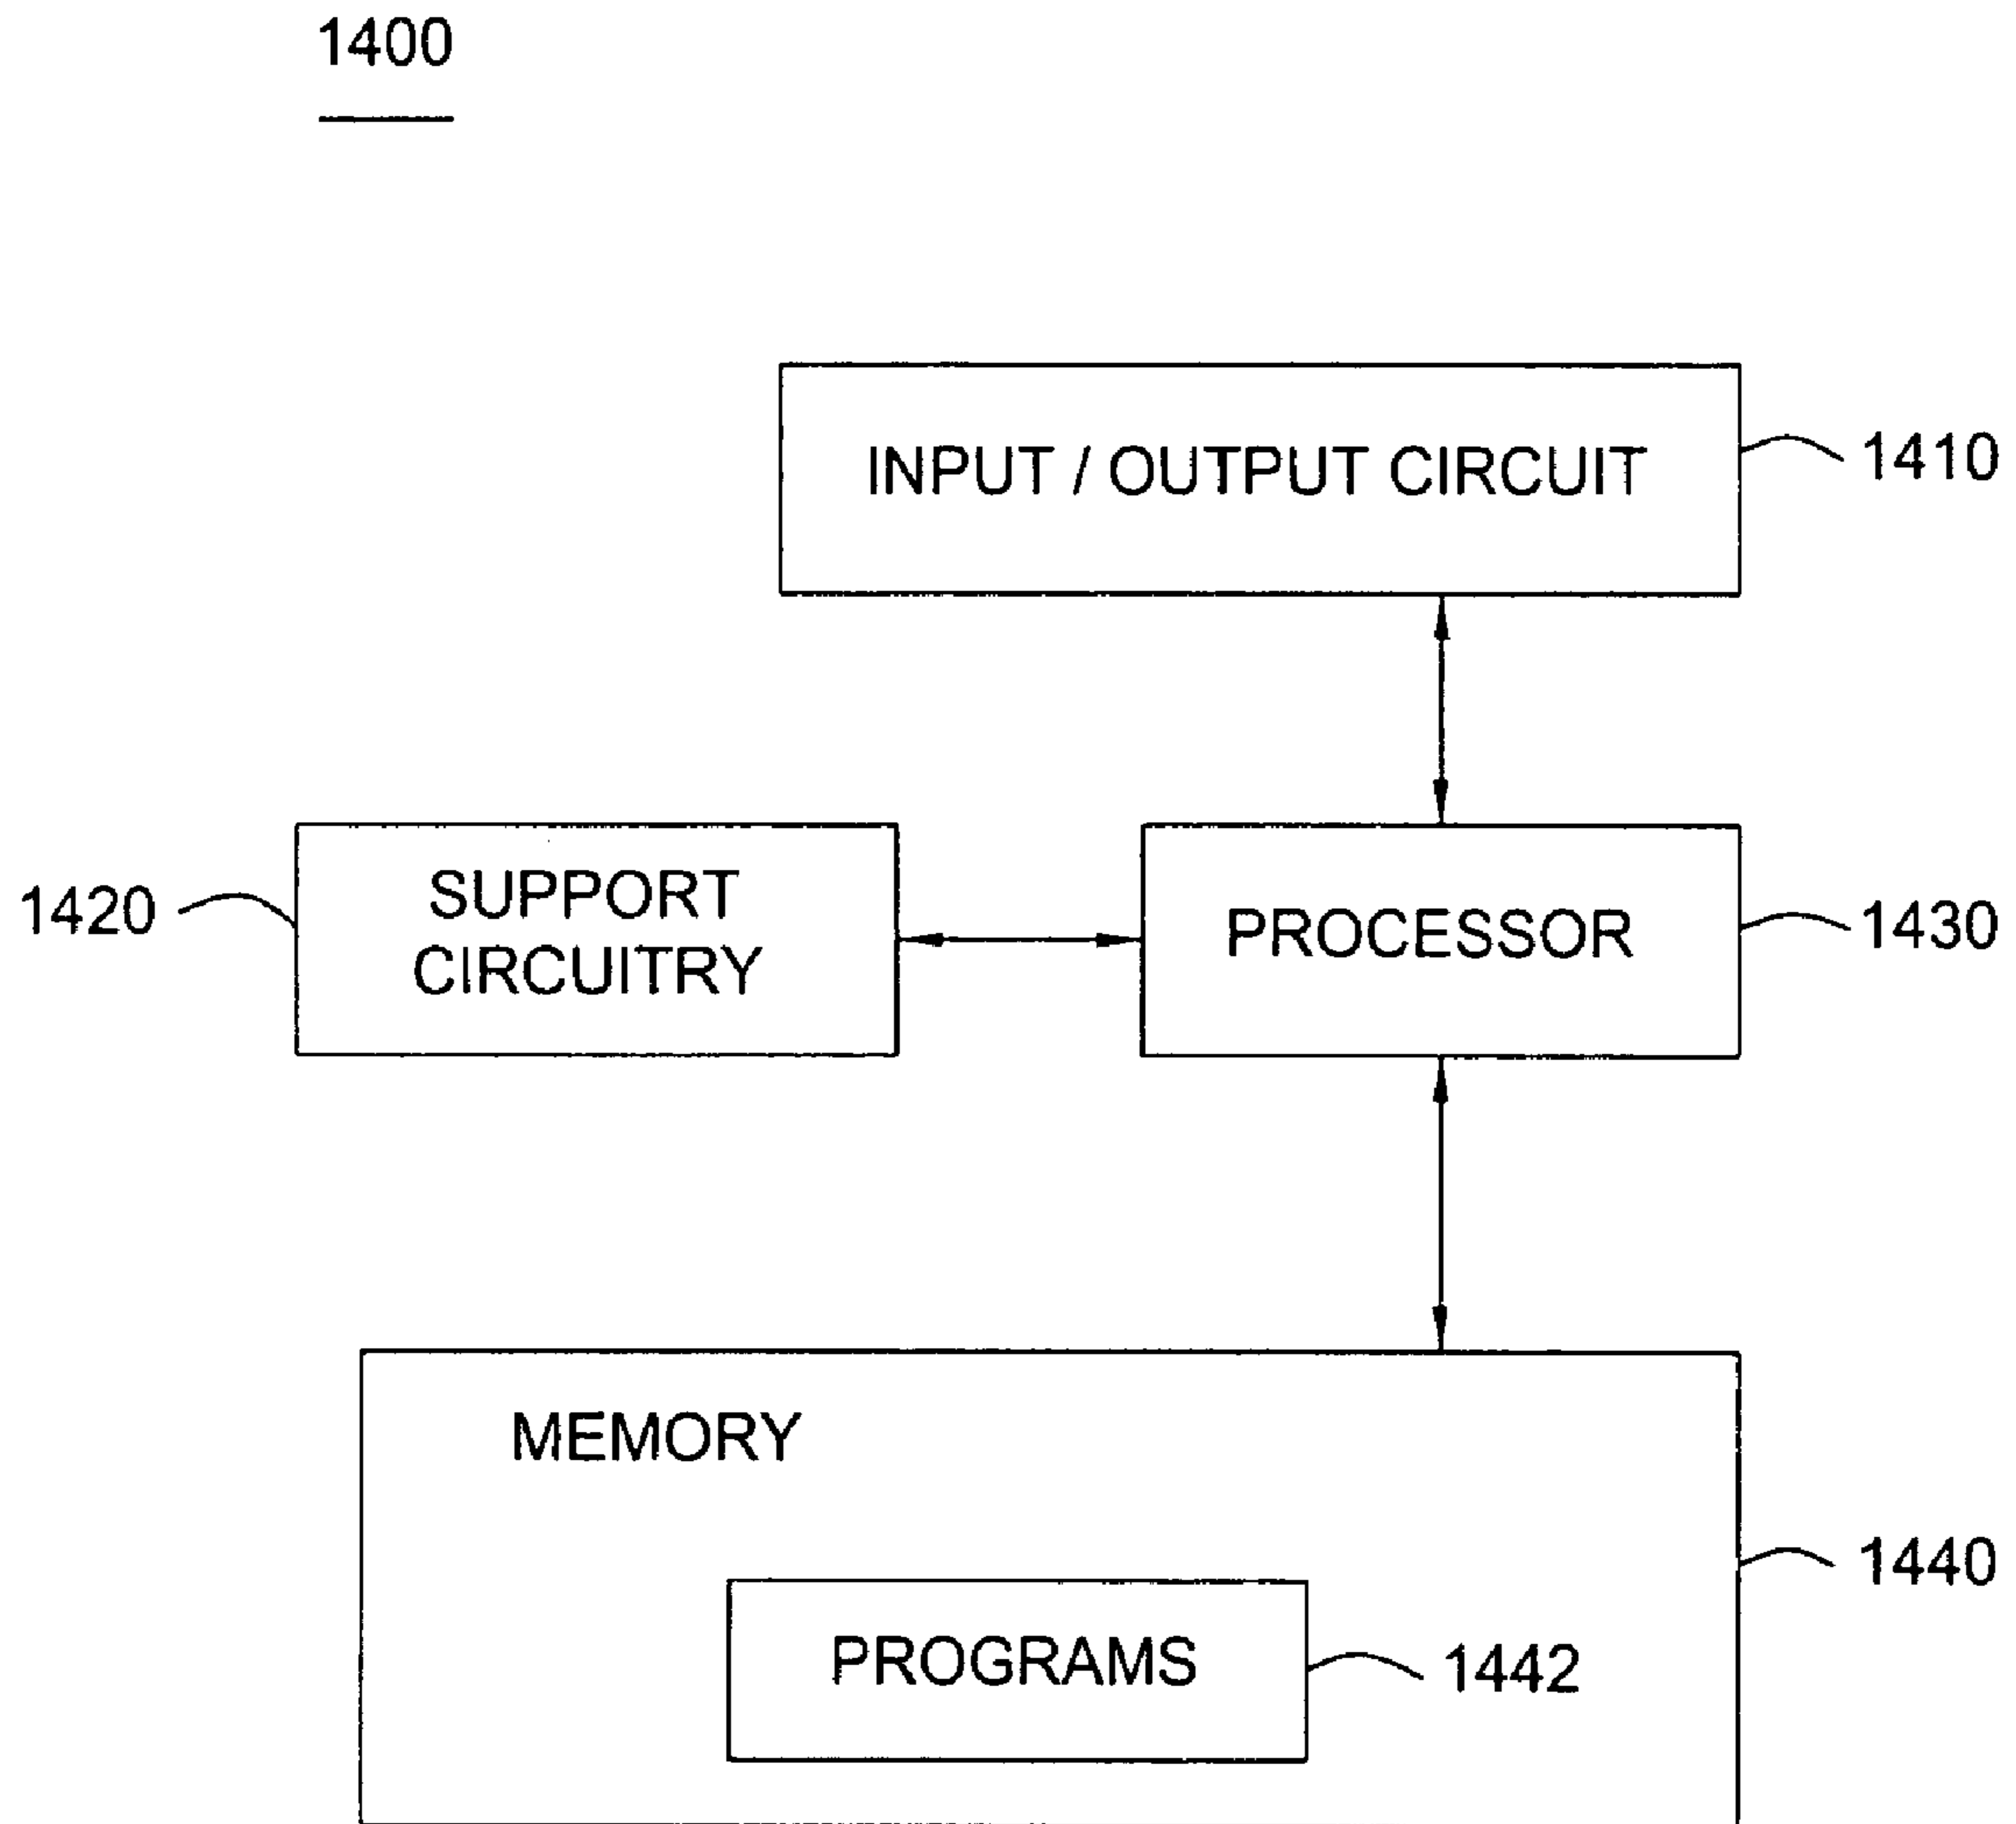 1400
INPUT / OUTPUT CIRCUIT
1410
1420
SUPPORT
CIRCUITRY
PROCESSOR
1430
MEMORY
1440
PROGRAMS
1442